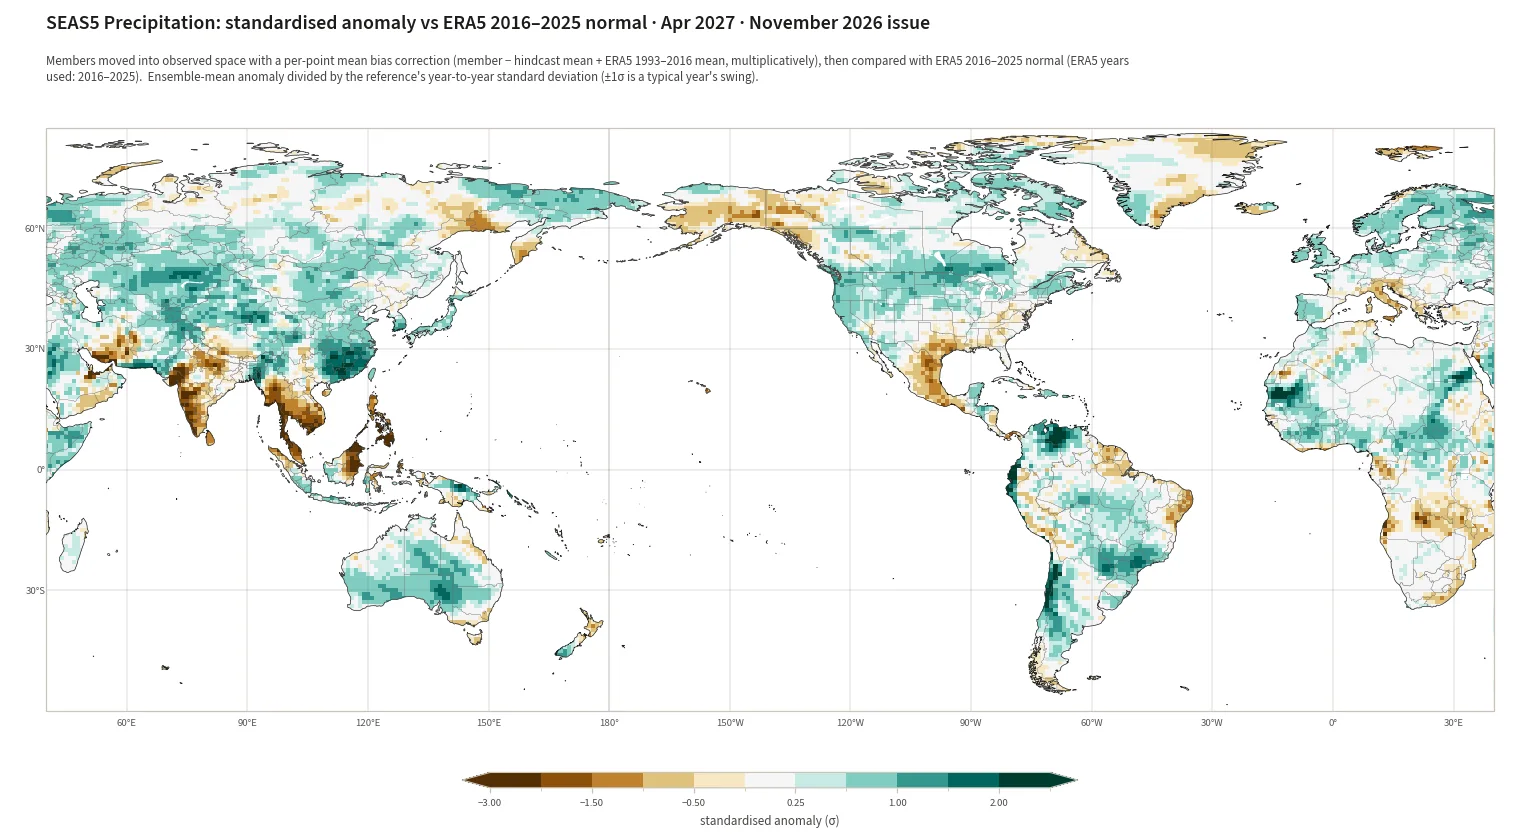 SEAS5 Precipitation: standardised anomaly vs ERA5 2016–2025 normal · Apr 2027 · November 2026 issue
Members moved into observed space with a per-point mean bias correction (member − hindcast mean + ERA5 1993–2016 mean, multiplicatively), then compared with ERA5 2016–2025 normal (ERA5 years
used: 2016–2025). Ensemble-mean anomaly divided by the reference's year-to-year standard deviation (±1σ is a typical year's swing).
60°N
30°N
0°
30°S
60°E 90°E 120°E 150°E 180° 150°W 120°W 90°W 60°W 30°W 0° 30°E
−3.00 −1.50 −0.50 0.25 1.00 2.00
standardised anomaly (σ)